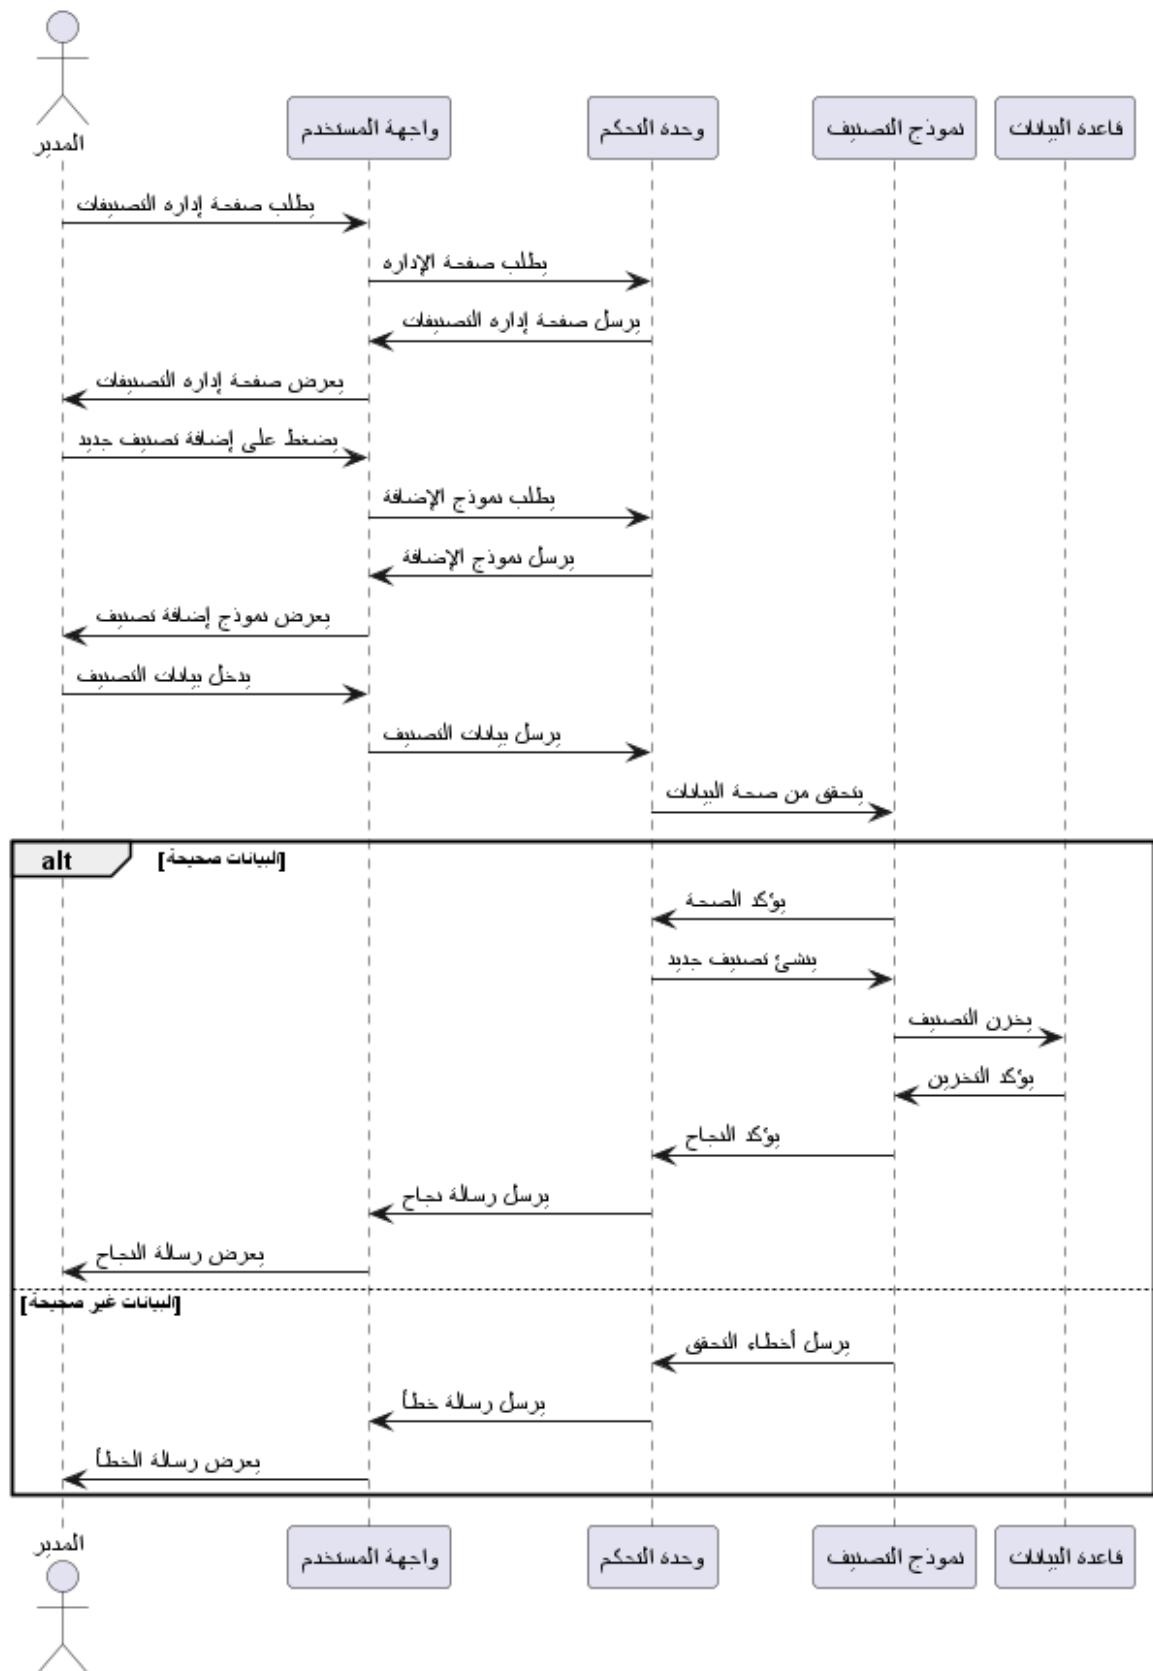 المدير
واجهة المستخدم
وحدة التحكم
نموذج التصنيف
قاعدة البيانات
يطلب صفحة إدارة التصنيفات
يطلب صفحة الإدارة
يرسل صفحة إدارة التصنيفات
يعرض صفحة إدارة التصنيفات
يضغط على إضافة تصنيف جديد
يطلب نموذج الإضافة
يرسل نموذج الإضافة
يعرض نموذج إضافة تصنيف
يدخل بيانات التصنيف
يرسل بيانات التصنيف
يتحقق من صحة البيانات
alt [البيانات صحيحة]
يؤكد الصحة
ينشئ تصنيف جديد
يخزن التصنيف
يؤكد التخزين
يؤكد النجاح
يرسل رسالة نجاح
يعرض رسالة النجاح
[البيانات غير صحيحة]
يرسل أخطاء التحقق
يرسل رسالة خطأ
يعرض رسالة الخطأ
المدير
واجهة المستخدم
وحدة التحكم
نموذج التصنيف
قاعدة البيانات